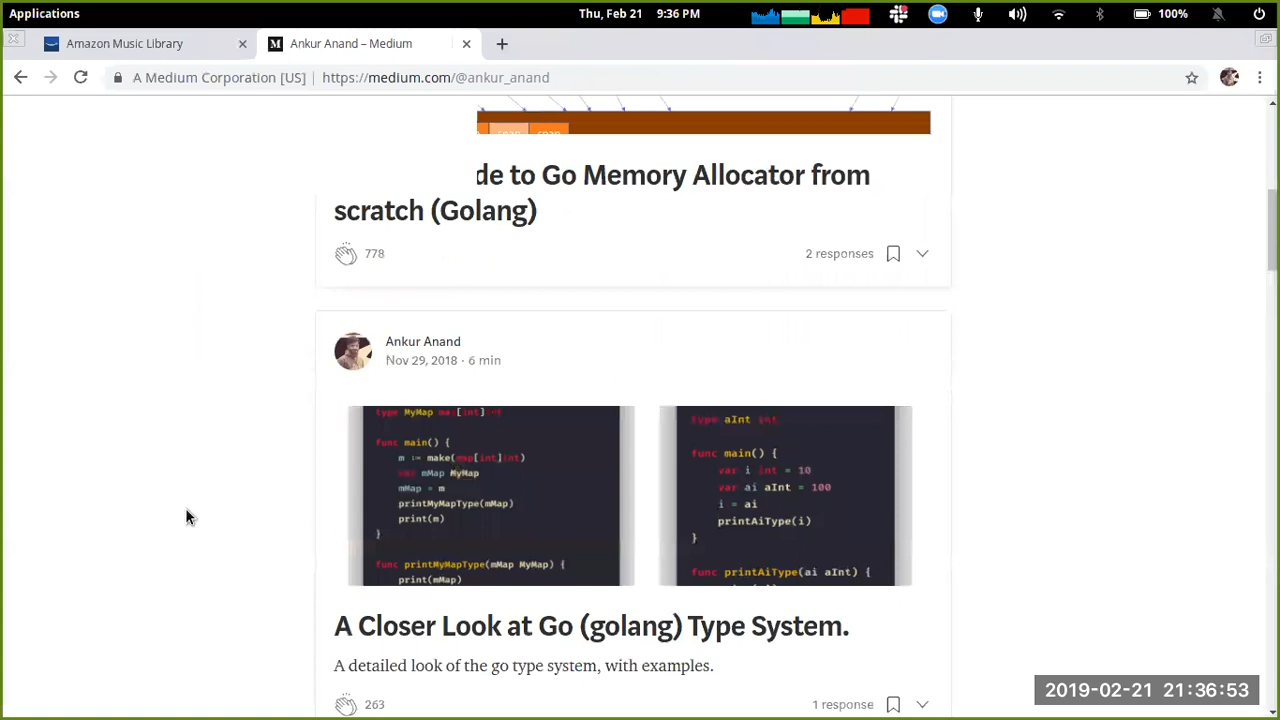 Applications
Thu, Feb 21 9:36 PM
100%
Amazon Music Library
Ankur Anand – Medium
A Medium Corporation [US] | https://medium.com/@ankur_anand
de to Go Memory Allocator from
scratch (Golang)
778
2 responses
Ankur Anand
Nov 29, 2018 · 6 min
type MyMap map[int]int
func main() {
m := make(map[int]int)
var mMap MyMap
mMap = m
printMyMapType(mMap)
print(m)
}
func printMyMapType(mMap MyMap) {
print(mMap)
type aInt int
func main() {
var i int = 10
var ai aInt = 100
i = ai
printAiType(i)
}
func printAiType(ai aInt) {
A Closer Look at Go (golang) Type System.
A detailed look of the go type system, with examples.
263
1 response
2019-02-21 21:36:53